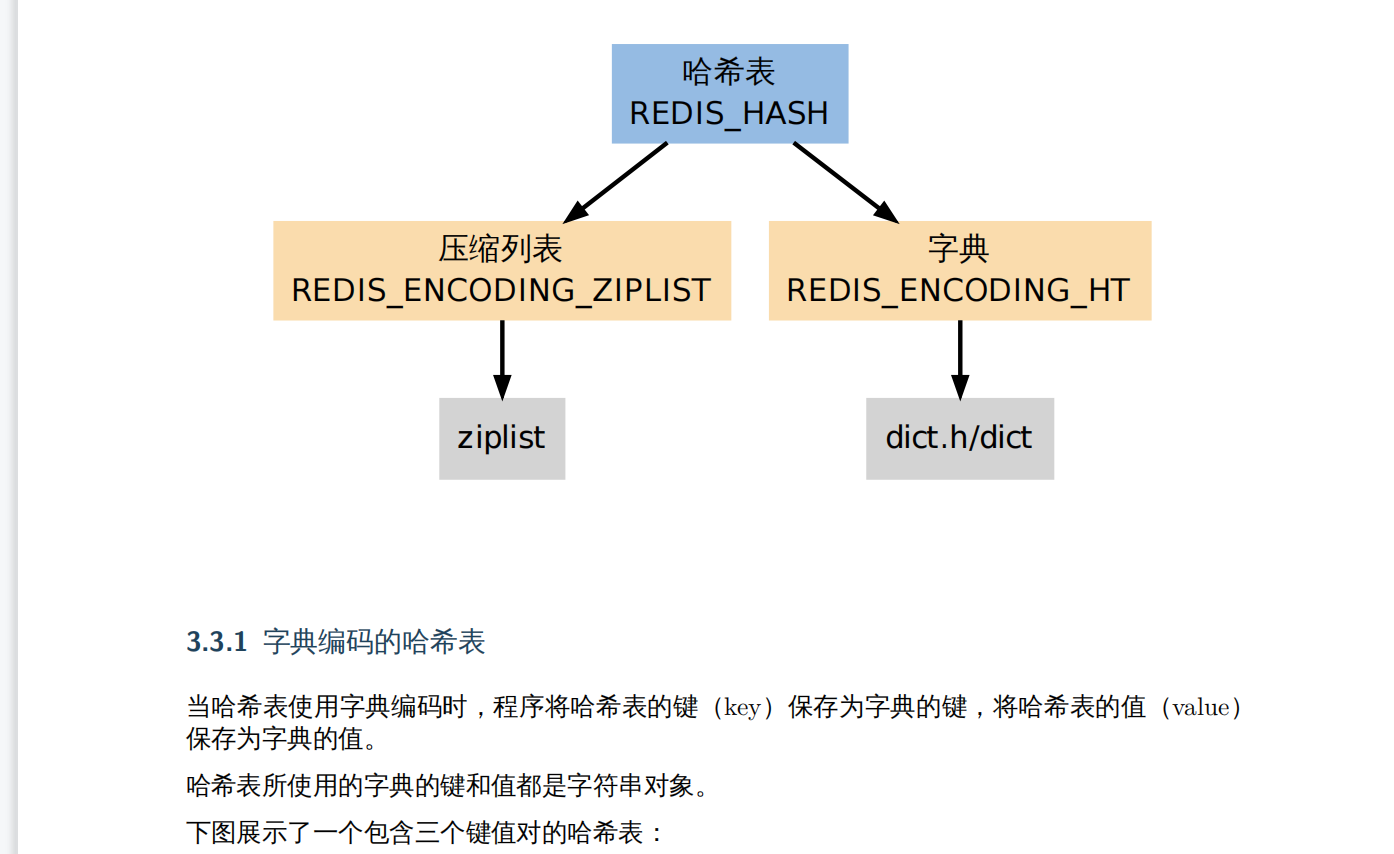 哈希表
REDIS_HASH
压缩列表
REDIS_ENCODING_ZIPLIST
字典
REDIS_ENCODING_HT
ziplist
dict.h/dict
3.3.1 字典编码的哈希表
当哈希表使用字典编码时，程序将哈希表的键（key）保存为字典的键，将哈希表的值（value）
保存为字典的值。
哈希表所使用的字典的键和值都是字符串对象。
下图展示了一个包含三个键值对的哈希表：